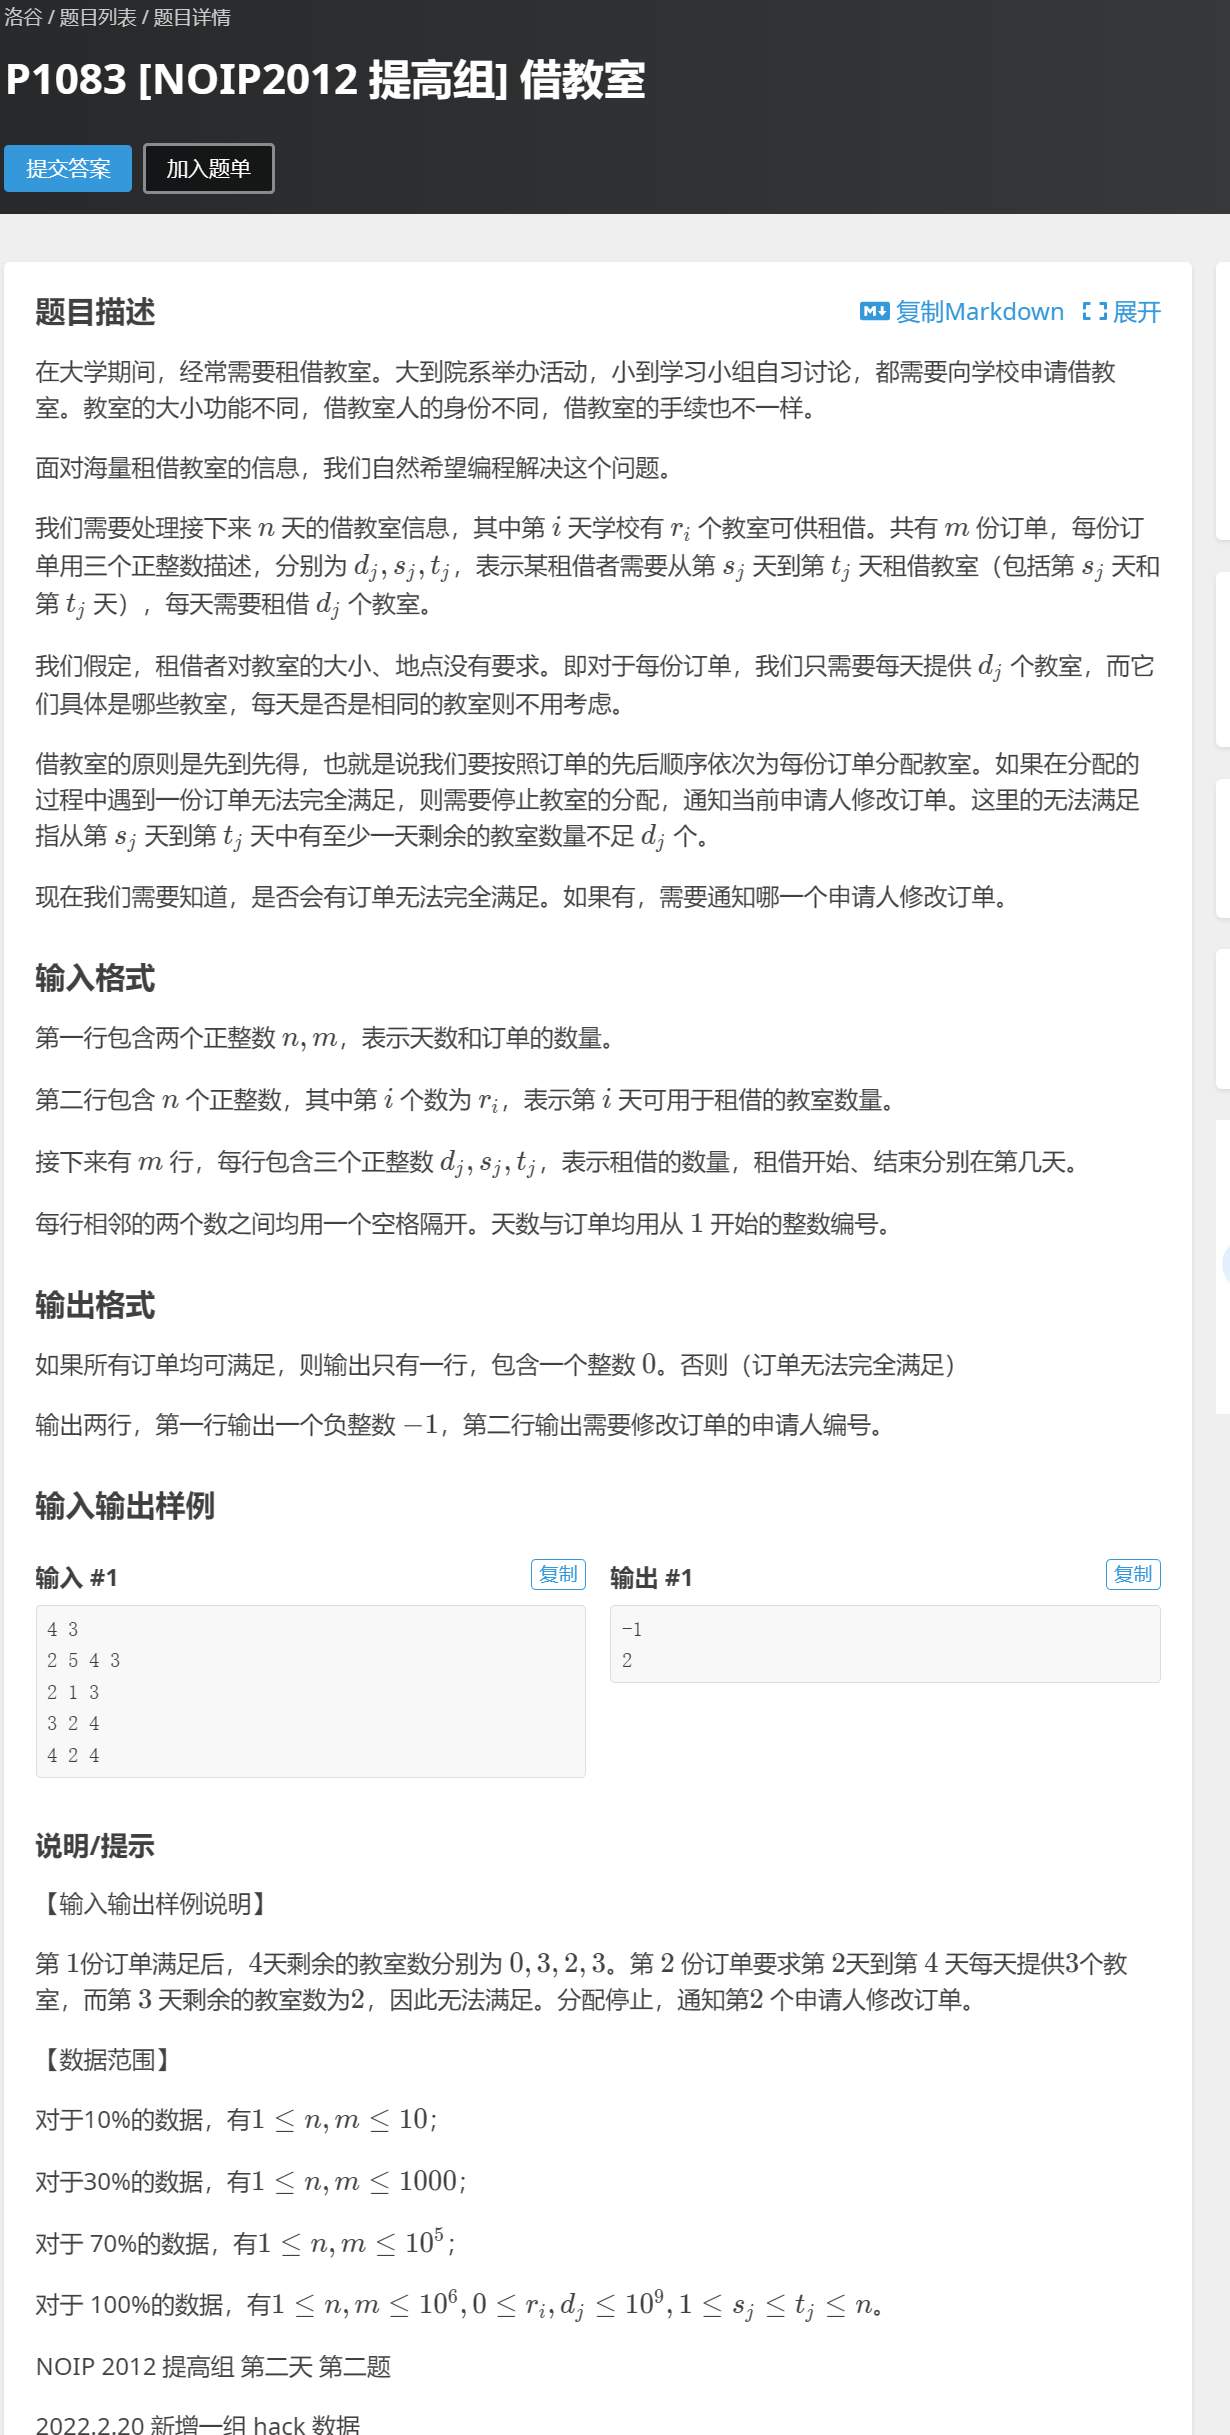 洛谷 / 题目列表 / 题目详情
P1083 [NOIP2012 提高组] 借教室
提交答案 加入题单
题目描述 复制Markdown 展开
在大学期间，经常需要租借教室。大到院系举办活动，小到学习小组自习讨论，都需要向学校申请借教
室。教室的大小功能不同，借教室人的身份不同，借教室的手续也不一样。
面对海量租借教室的信息，我们自然希望编程解决这个问题。
我们需要处理接下来 n 天的借教室信息，其中第 i 天学校有 r_i 个教室可供租借。共有 m 份订单，每份订
单用三个正整数描述，分别为 d_j, s_j, t_j，表示某租借者需要从第 s_j 天到第 t_j 天租借教室（包括第 s_j 天和
第 t_j 天），每天需要租借 d_j 个教室。
我们假定，租借者对教室的大小、地点没有要求。即对于每份订单，我们只需要每天提供 d_j 个教室，而它
们具体是哪些教室，每天是否是相同的教室则不用考虑。
借教室的原则是先到先得，也就是说我们要按照订单的先后顺序依次为每份订单分配教室。如果在分配的
过程中遇到一份订单无法完全满足，则需要停止教室的分配，通知当前申请人修改订单。这里的无法满足
指从第 s_j 天到第 t_j 天中有至少一天剩余的教室数量不足 d_j 个。
现在我们需要知道，是否会有订单无法完全满足。如果有，需要通知哪一个申请人修改订单。
输入格式
第一行包含两个正整数 n, m，表示天数和订单的数量。
第二行包含 n 个正整数，其中第 i 个数为 r_i，表示第 i 天可用于租借的教室数量。
接下来有 m 行，每行包含三个正整数 d_j, s_j, t_j，表示租借的数量，租借开始、结束分别在第几天。
每行相邻的两个数之间均用一个空格隔开。天数与订单均用从 1 开始的整数编号。
输出格式
如果所有订单均可满足，则输出只有一行，包含一个整数 0。否则（订单无法完全满足）
输出两行，第一行输出一个负整数 −1，第二行输出需要修改订单的申请人编号。
输入输出样例
输入 #1 复制 输出 #1 复制
4 3
2 5 4 3
2 1 3
3 2 4
4 2 4
-1
2
说明/提示
【输入输出样例说明】
第 1份订单满足后，4天剩余的教室数分别为 0, 3, 2, 3。第 2 份订单要求第 2天到第 4 天每天提供3个教
室，而第 3 天剩余的教室数为2，因此无法满足。分配停止，通知第2 个申请人修改订单。
【数据范围】
对于10%的数据，有1 ≤ n, m ≤ 10；
对于30%的数据，有1 ≤ n, m ≤ 1000；
对于 70%的数据，有1 ≤ n, m ≤ 10^5；
对于 100%的数据，有1 ≤ n, m ≤ 10^6, 0 ≤ r_i, d_j ≤ 10^9, 1 ≤ s_j ≤ t_j ≤ n。
NOIP 2012 提高组 第二天 第二题
2022.2.20 新增一组 hack 数据